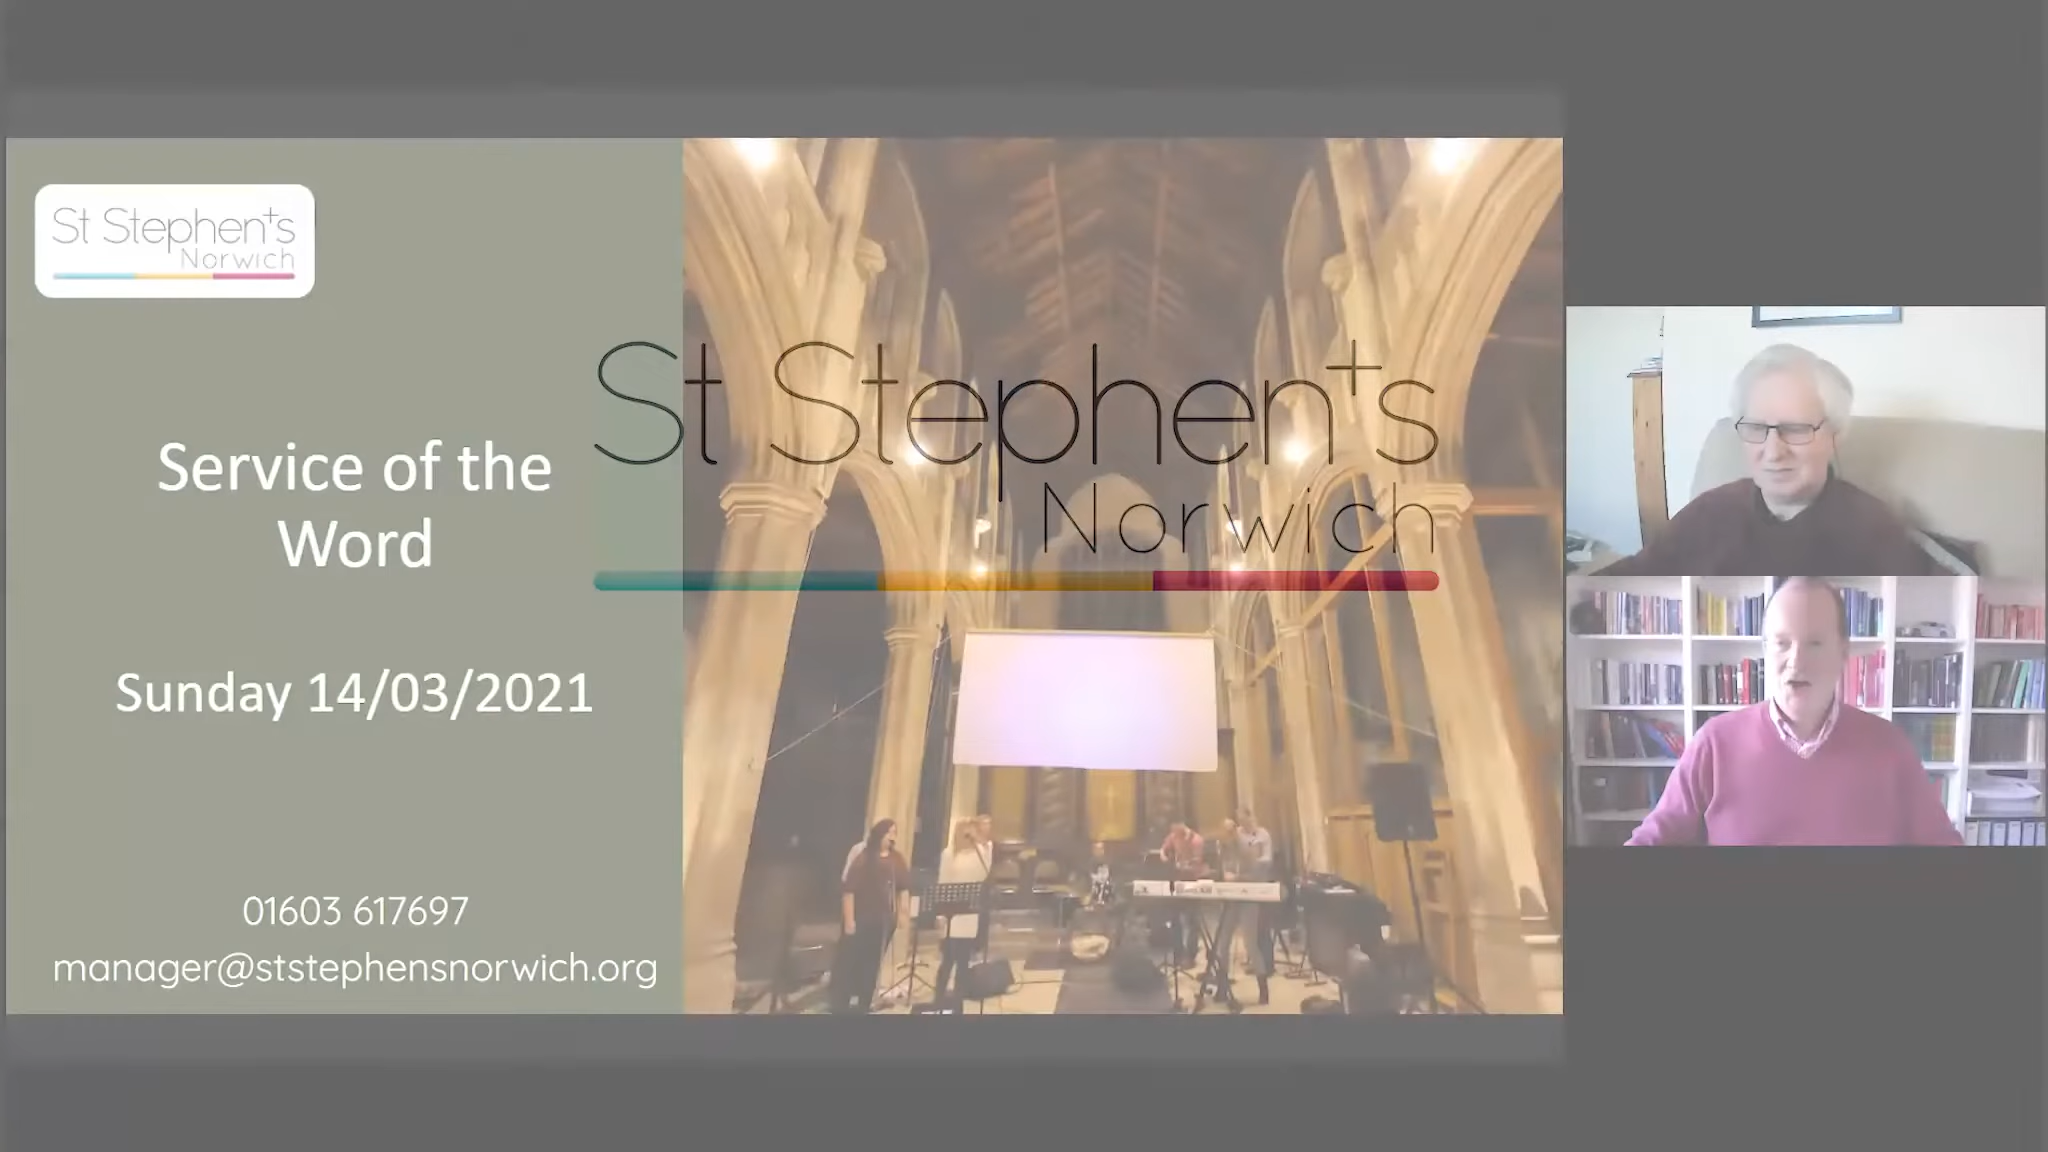 St Stephen's
Norwich
Service of the
Word
Sunday 14/03/2021
01603 617697
manager@ststephensnorwich.org
St Stephen's
Norwich